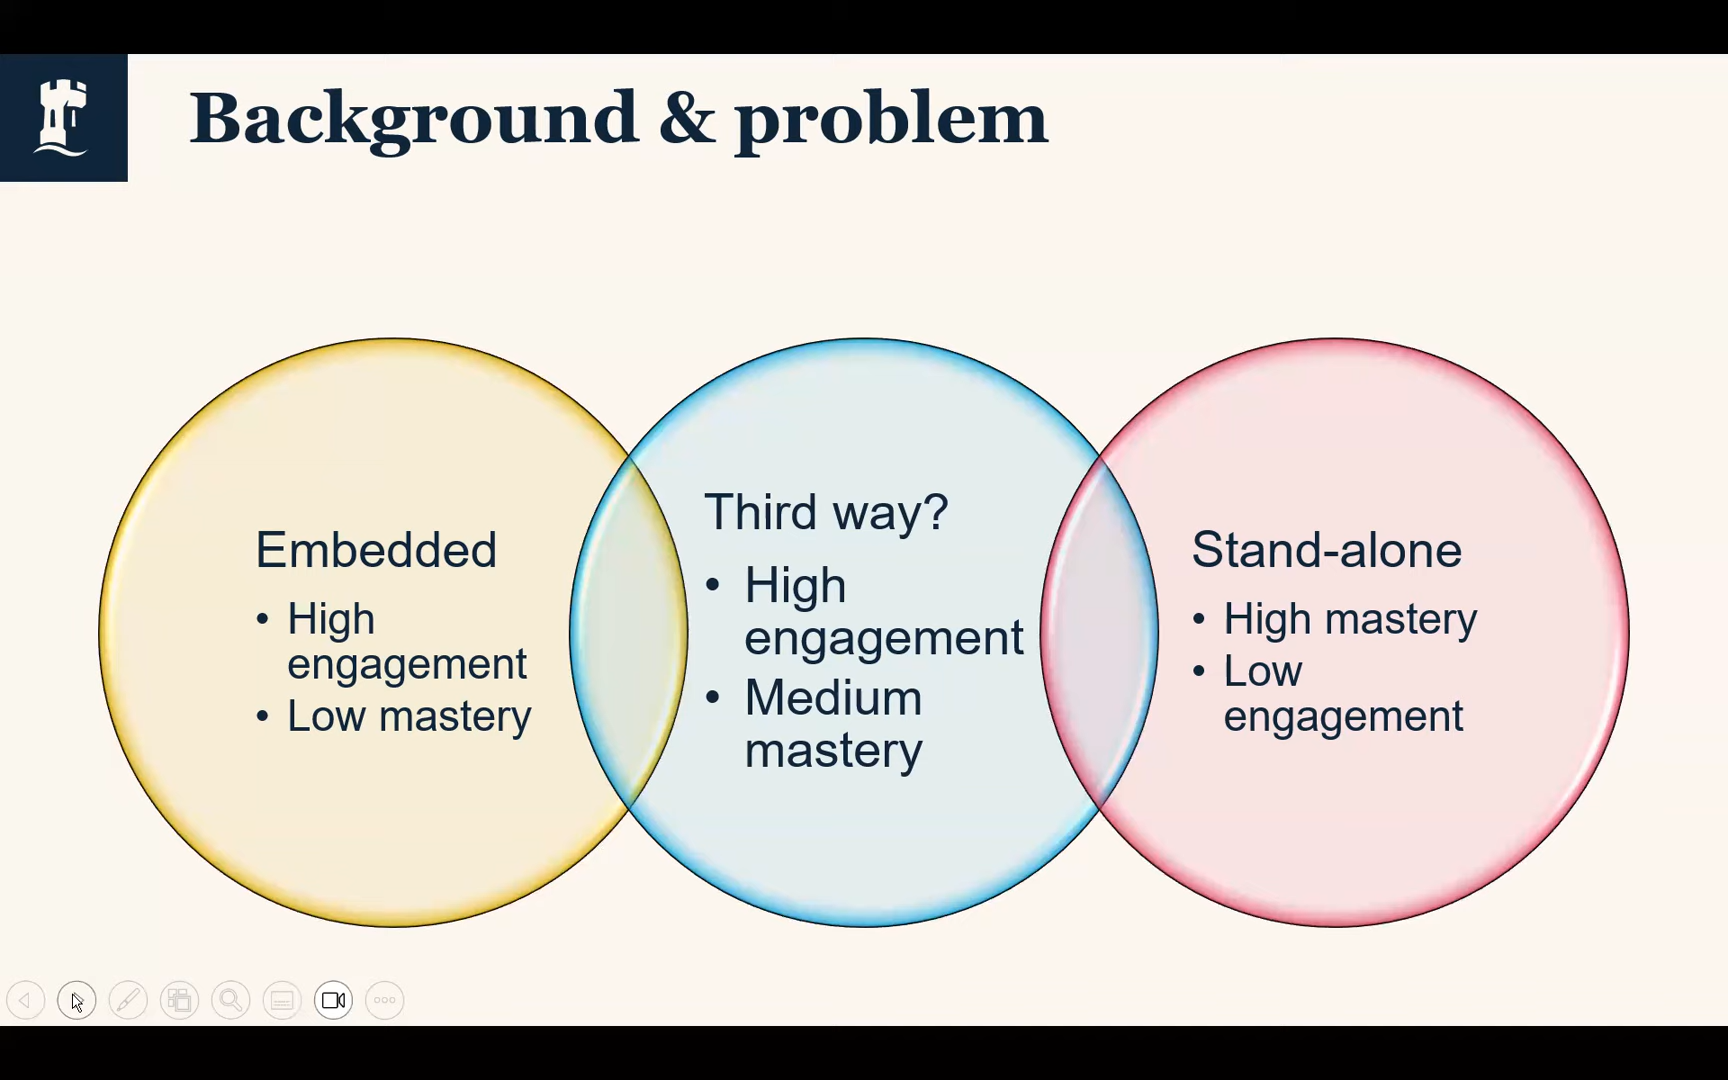 Background & problem
Embedded
• High
engagement
• Low mastery
Third way?
• High
engagement
• Medium
mastery
Stand-alone
• High mastery
• Low
engagement